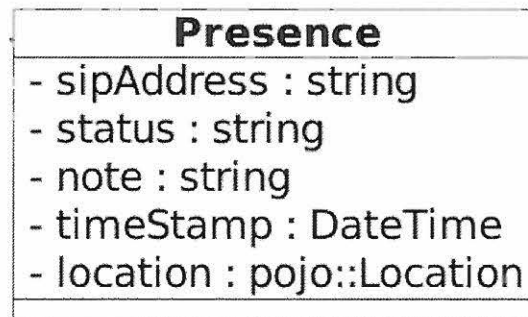 Presence
- sipAddress : string
- status : string
- note : string
- timeStamp : DateTime
- location : pojo::Location